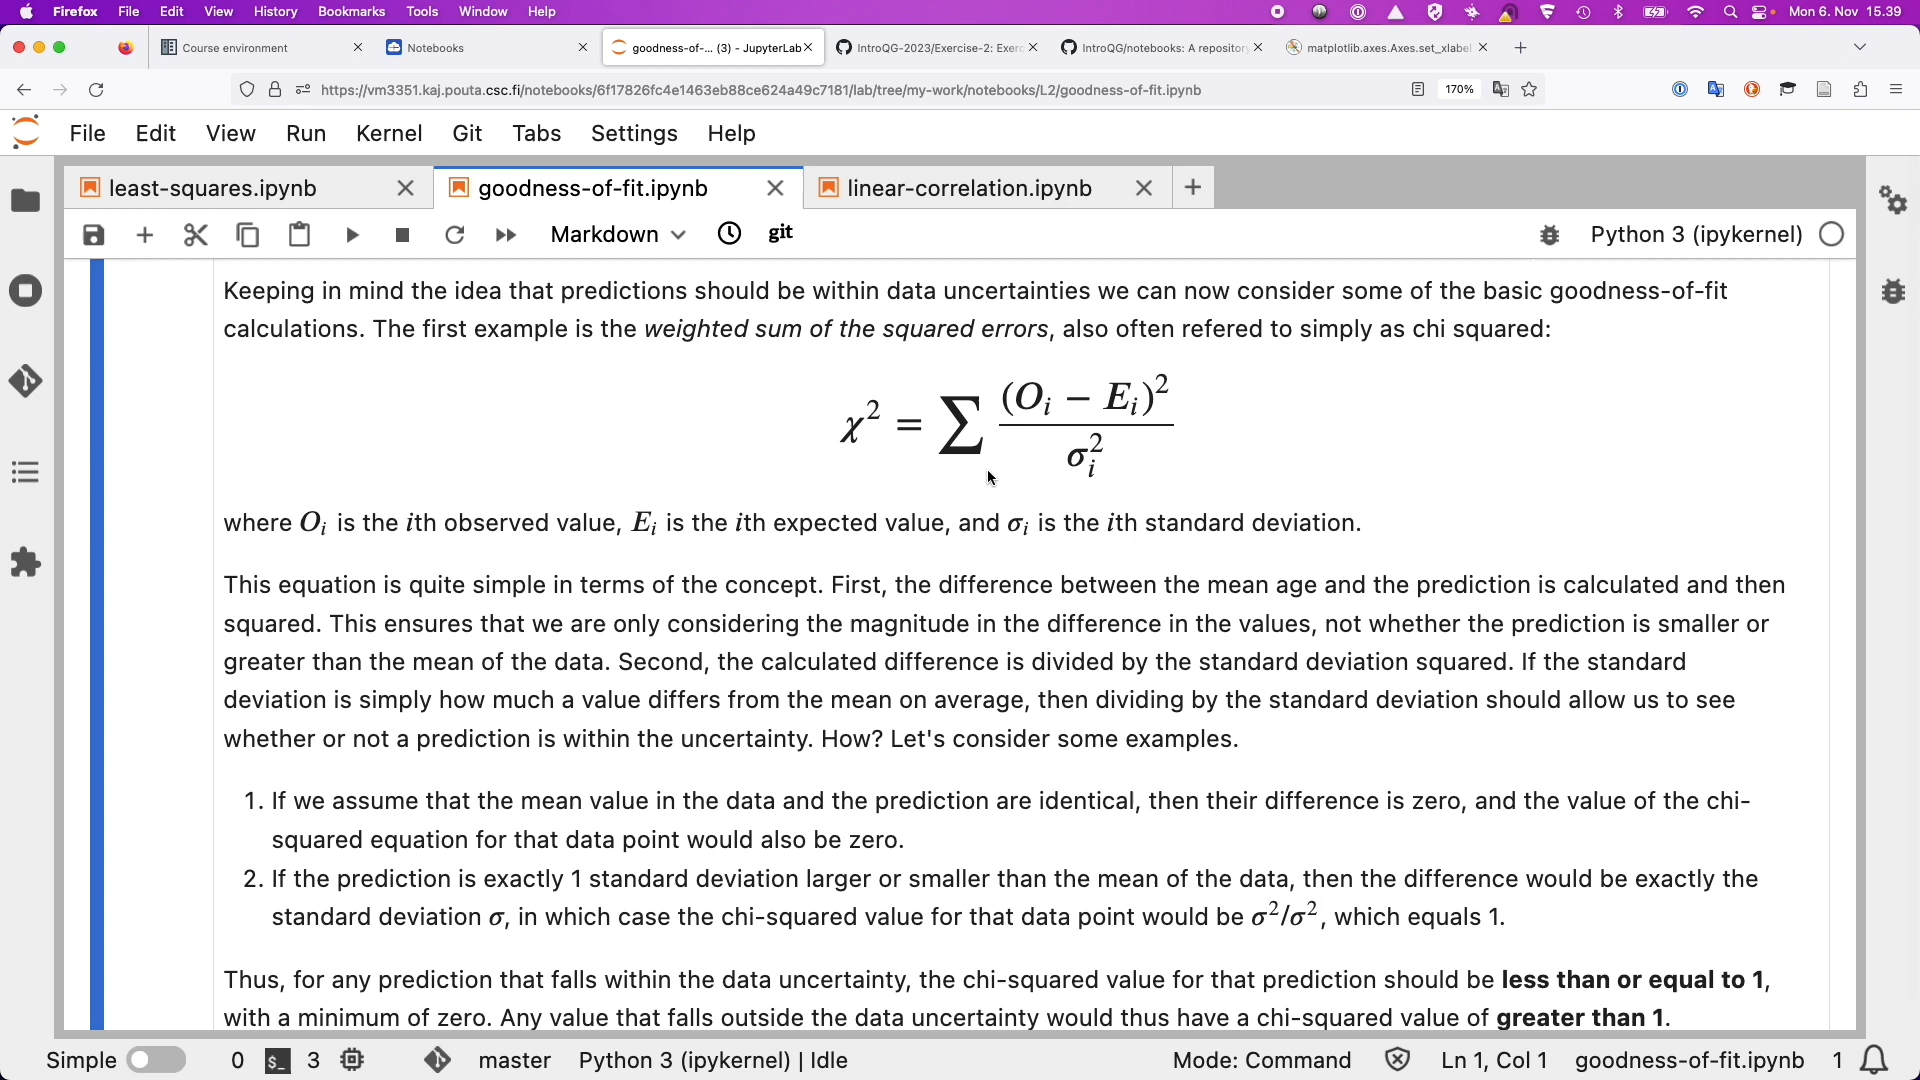 Firefox File Edit View History Bookmarks Tools Window Help Mon 6. Nov 15.39
Course environment Notebooks goodness-of-... (3) - JupyterLab IntroQG-2023/Exercise-2: Exerc IntroQG/notebooks: A repository matplotlib.axes.Axes.set_xlabel
https://vm3351.kaj.pouta.csc.fi/notebooks/6f17826fc4e1463eb88ce624a49c7181/lab/tree/my-work/notebooks/L2/goodness-of-fit.ipynb 170%
File Edit View Run Kernel Git Tabs Settings Help
least-squares.ipynb goodness-of-fit.ipynb linear-correlation.ipynb
Markdown git Python 3 (ipykernel)
Keeping in mind the idea that predictions should be within data uncertainties we can now consider some of the basic goodness-of-fit
calculations. The first example is the weighted sum of the squared errors, also often refered to simply as chi squared:
χ² = ∑ (Oᵢ − Eᵢ)² / σᵢ²
where Oᵢ is the ith observed value, Eᵢ is the ith expected value, and σᵢ is the ith standard deviation.
This equation is quite simple in terms of the concept. First, the difference between the mean age and the prediction is calculated and then
squared. This ensures that we are only considering the magnitude in the difference in the values, not whether the prediction is smaller or
greater than the mean of the data. Second, the calculated difference is divided by the standard deviation squared. If the standard
deviation is simply how much a value differs from the mean on average, then dividing by the standard deviation should allow us to see
whether or not a prediction is within the uncertainty. How? Let's consider some examples.
1. If we assume that the mean value in the data and the prediction are identical, then their difference is zero, and the value of the chi-
squared equation for that data point would also be zero.
2. If the prediction is exactly 1 standard deviation larger or smaller than the mean of the data, then the difference would be exactly the
standard deviation σ, in which case the chi-squared value for that data point would be σ²/σ², which equals 1.
Thus, for any prediction that falls within the data uncertainty, the chi-squared value for that prediction should be less than or equal to 1,
with a minimum of zero. Any value that falls outside the data uncertainty would thus have a chi-squared value of greater than 1.
Simple 0 $_ 3 master Python 3 (ipykernel) | Idle Mode: Command Ln 1, Col 1 goodness-of-fit.ipynb 1